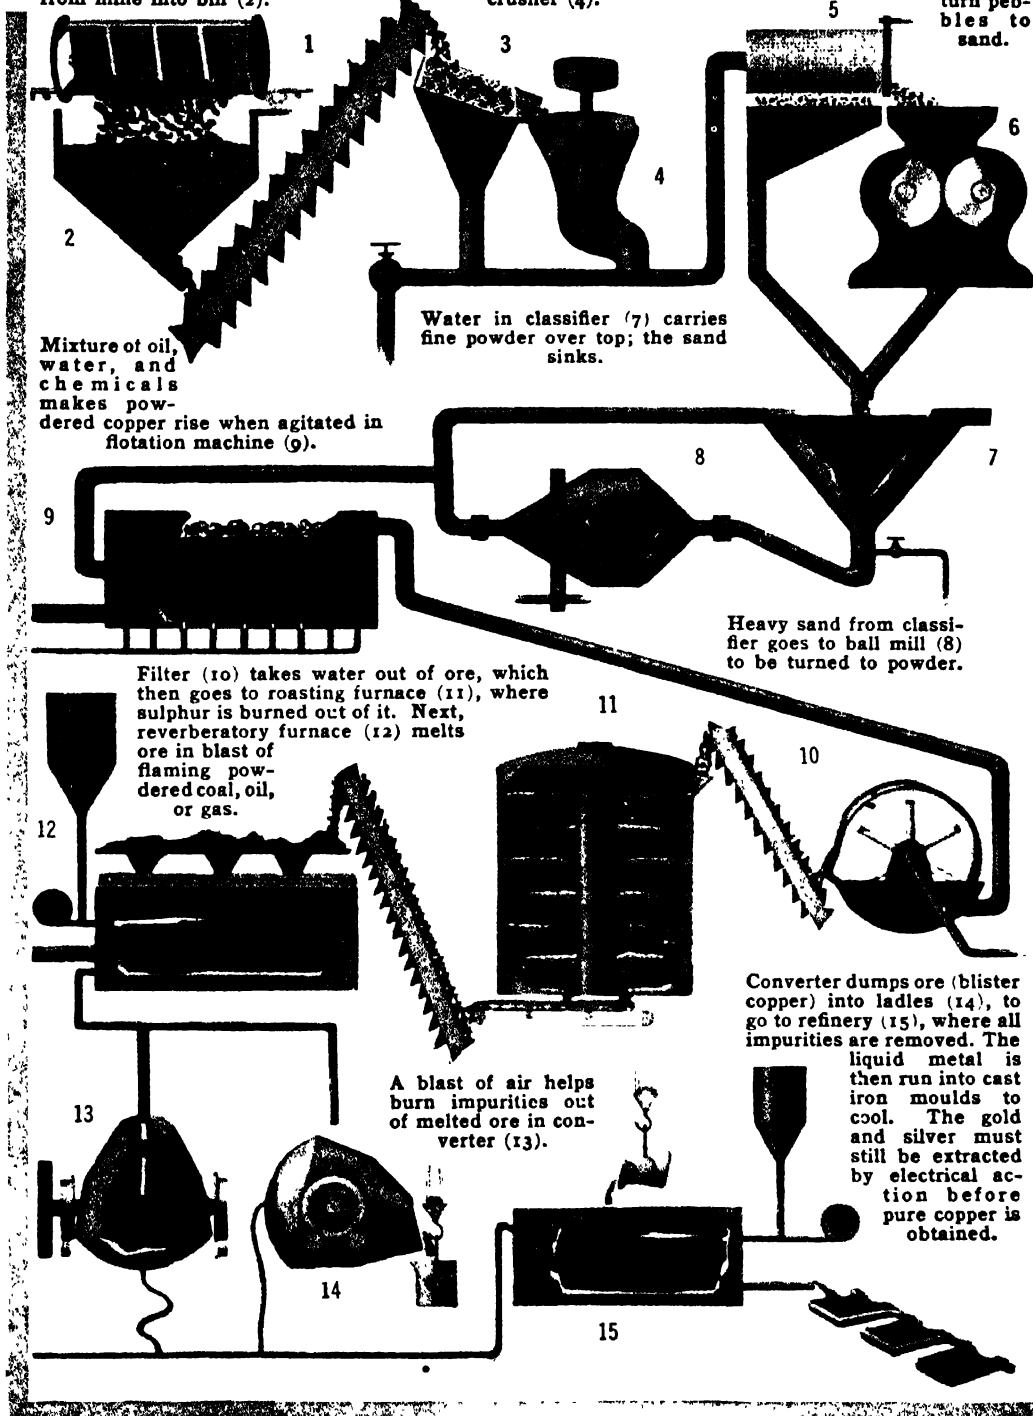 from mine into bin (2).
crusher (4).
turn peb-
bles to
sand.
1
2
3
4
5
6
Water in classifier (7) carries
fine powder over top; the sand
sinks.
Mixture of oil,
water, and
chemicals
makes pow-
dered copper rise when agitated in
flotation machine (9).
7
8
9
Heavy sand from classi-
fier goes to ball mill (8)
to be turned to powder.
Filter (10) takes water out of ore, which
then goes to roasting furnace (11), where
sulphur is burned out of it. Next,
reverberatory furnace (12) melts
ore in blast of
flaming pow-
dered coal, oil,
or gas.
10
11
12
Converter dumps ore (blister
copper) into ladles (14), to
go to refinery (15), where all
impurities are removed. The
liquid metal is
then run into cast
iron moulds to
cool. The gold
and silver must
still be extracted
by electrical ac-
tion before
pure copper is
obtained.
A blast of air helps
burn impurities out
of melted ore in con-
verter (13).
13
14
15